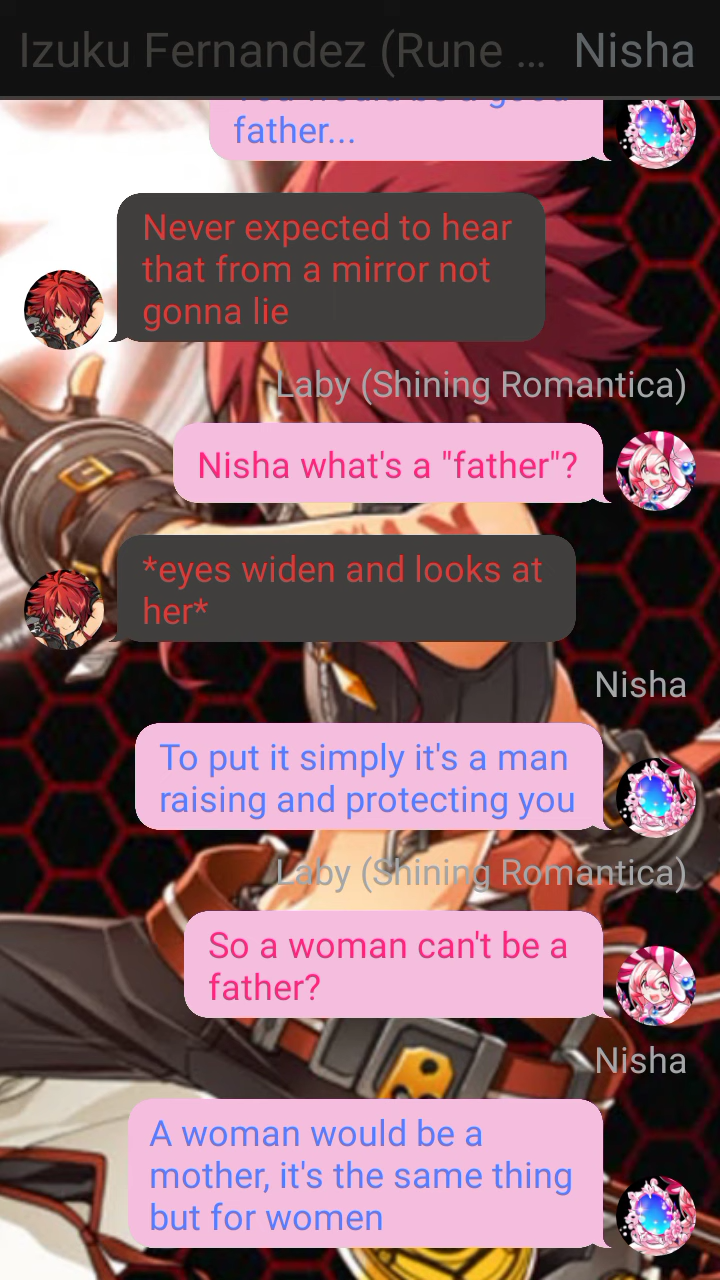 Izuku Fernandez (Rune ... Nisha
father...
Never expected to hear
that from a mirror not
gonna lie
Laby (Shining Romantica)
Nisha what's a "father"?
*eyes widen and looks at
her*
Nisha
To put it simply it's a man
raising and protecting you
Laby (Shining Romantica)
So a woman can't be a
father?
Nisha
A woman would be a
mother, it's the same thing
but for women